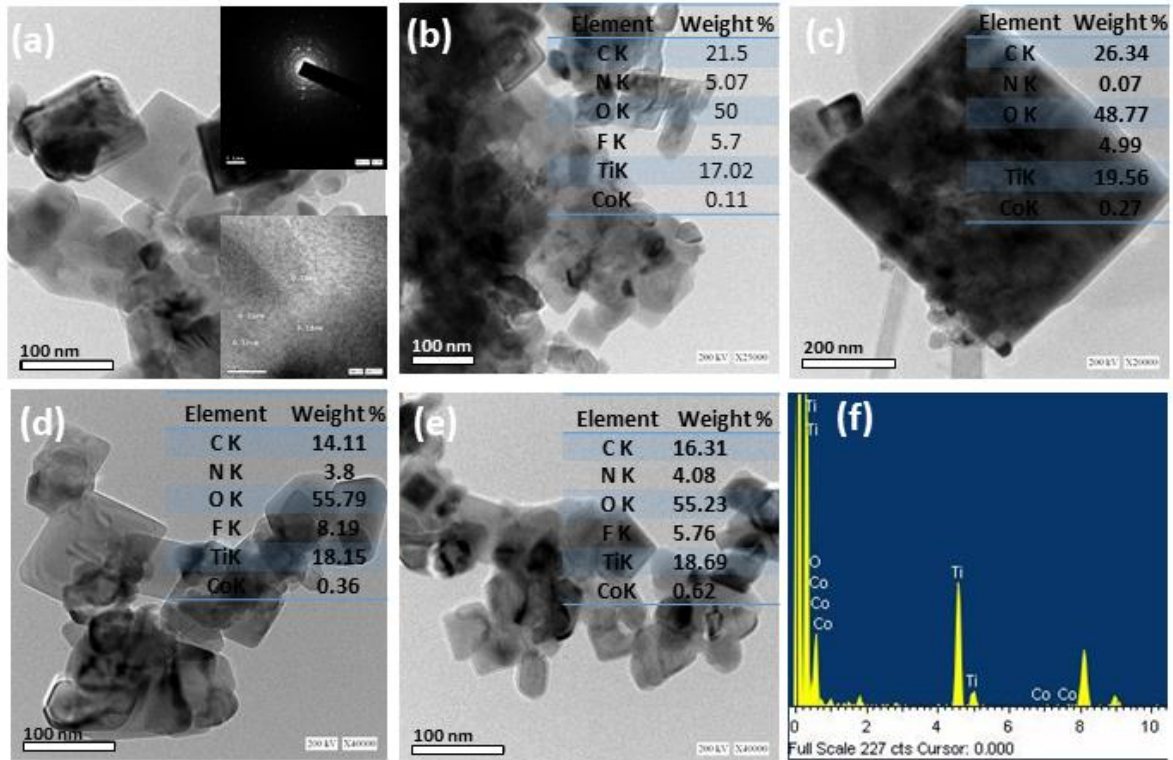 (a)
100 nm
(b)
Element Weight %
C K 21.5
N K 5.07
O K 50
F K 5.7
TiK 17.02
CoK 0.11
100 nm
200 kV X25000
(c)
Element Weight %
C K 26.34
N K 0.07
O K 48.77
4.99
TiK 19.56
CoK 0.27
200 nm
200 kV X20000
(d)
Element Weight %
C K 14.11
N K 3.8
O K 55.79
F K 8.19
TiK 18.15
CoK 0.36
100 nm
200 kV X40000
(e)
Element Weight %
C K 16.31
N K 4.08
O K 55.23
F K 5.76
TiK 18.69
CoK 0.62
100 nm
200 kV X40000
(f)
Ti
Ti
O
Co
Co
Co
Ti
Ti
Co Co
0 2 4 6 8 10
Full Scale 227 cts Cursor: 0.000